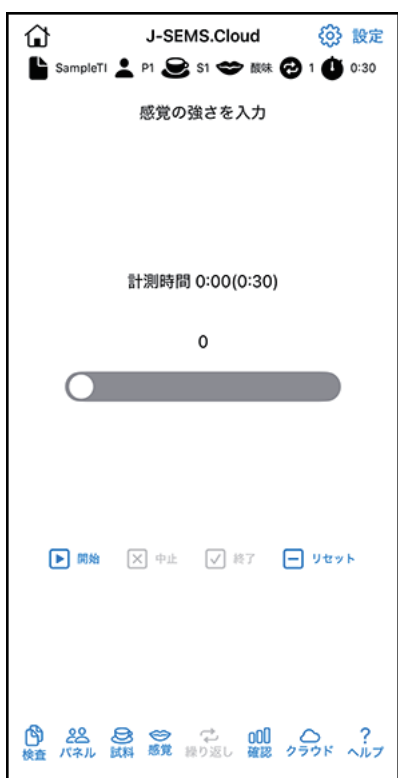 J-SEMS.Cloud 設定
SampleTI P1 S1 酸味 1 0:30
感覚の強さを入力
計測時間 0:00(0:30)
0
開始 中止 終了 リセット
検査 パネル 試料 感覚 繰り返し 確認 クラウド ヘルプ